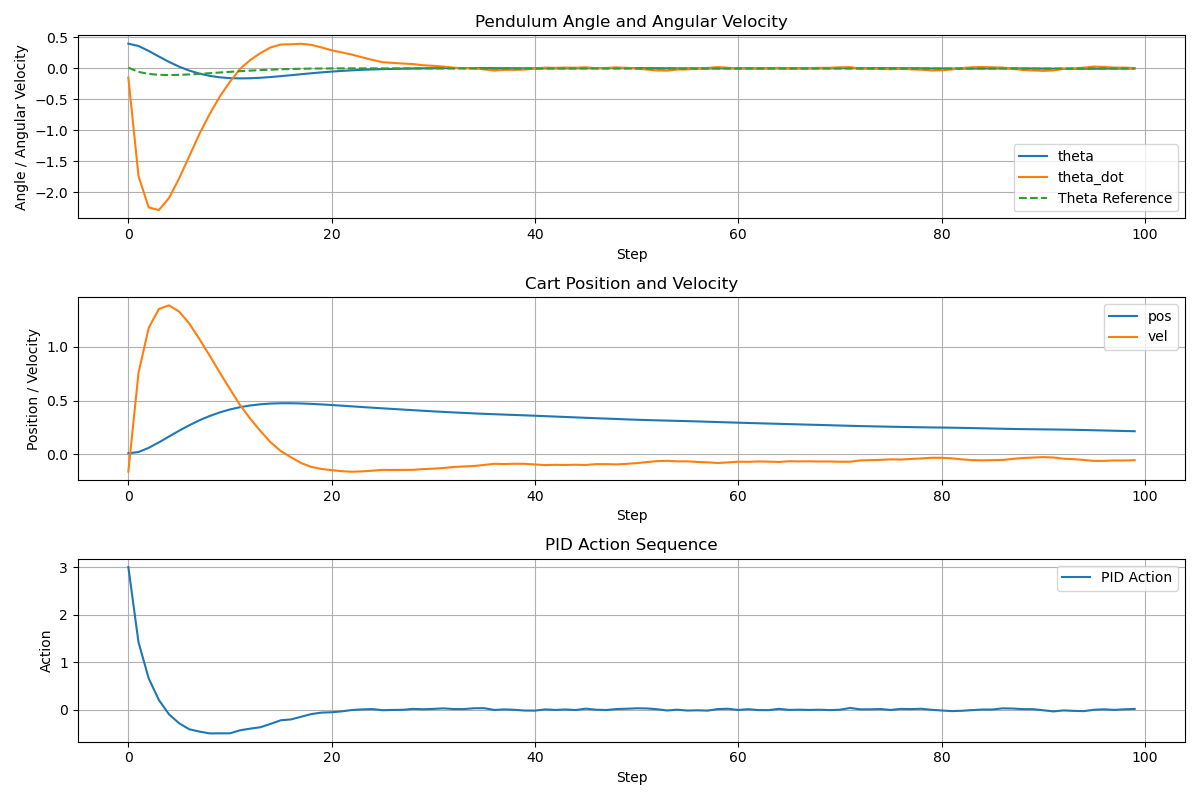 Pendulum Angle and Angular Velocity
Angle / Angular Velocity
0.5
0.0
−0.5
−1.0
−1.5
−2.0
theta
theta_dot
Theta Reference
0 20 40 60 80 100
Step
Cart Position and Velocity
Position / Velocity
1.0
0.5
0.0
pos
vel
0 20 40 60 80 100
Step
PID Action Sequence
Action
3
2
1
0
PID Action
0 20 40 60 80 100
Step